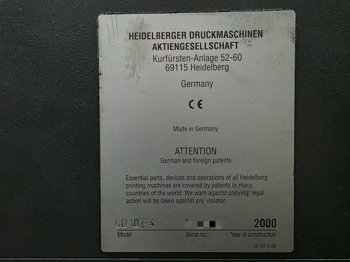 HEIDELBERGER DRUCKMASCHINEN
AKTIENGESELLSCHAFT
Kurfürsten-Anlage 52-60
69115 Heidelberg
Germany
CE
Made in Germany
ATTENTION
German and foreign patents.
Essential parts, devices and operations of all Heidelberg
printing machines are covered by patents in many
countries of the world. We warn against copying; legal
action will be taken against any violator.
CD 102-4 2000
Model Serial no. Year of construction